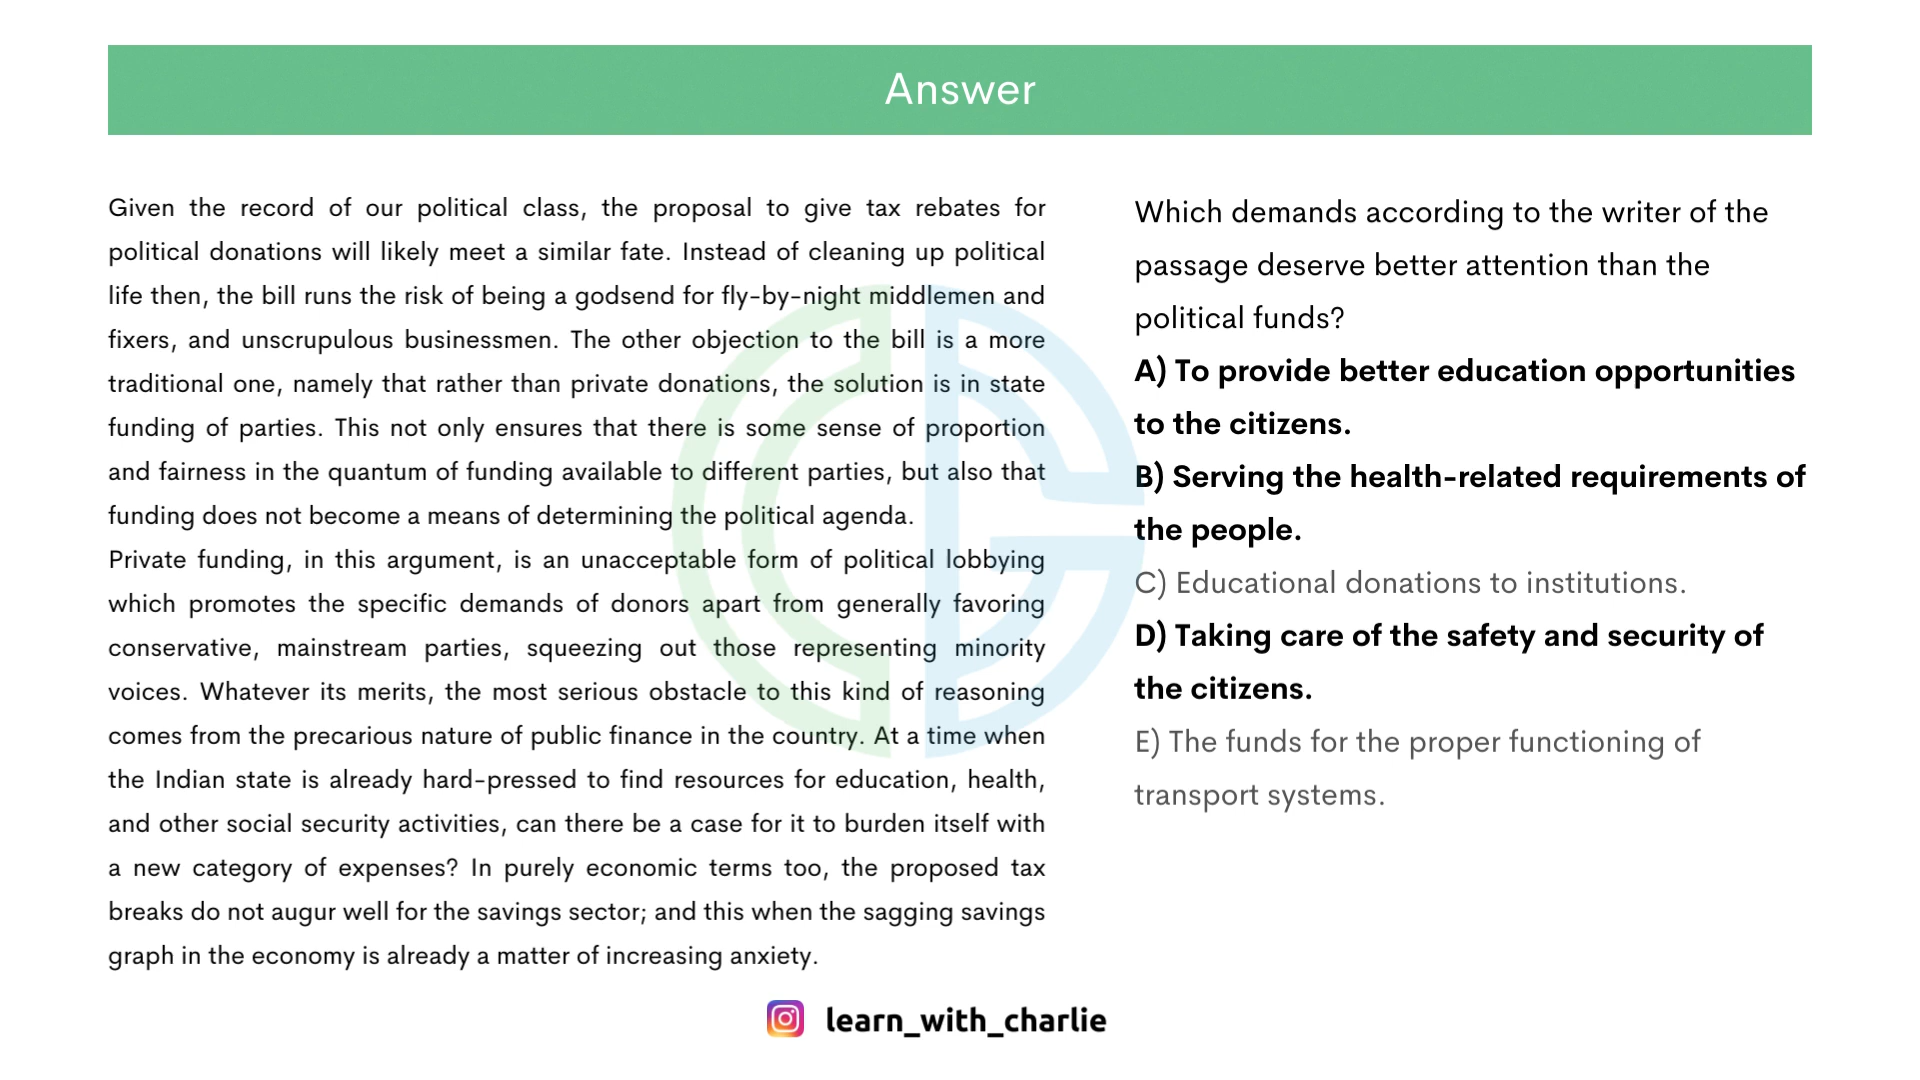 Answer
Given the record of our political class, the proposal to give tax rebates for
political donations will likely meet a similar fate. Instead of cleaning up political
life then, the bill runs the risk of being a godsend for fly-by-night middlemen and
fixers, and unscrupulous businessmen. The other objection to the bill is a more
traditional one, namely that rather than private donations, the solution is in state
funding of parties. This not only ensures that there is some sense of proportion
and fairness in the quantum of funding available to different parties, but also that
funding does not become a means of determining the political agenda.
Private funding, in this argument, is an unacceptable form of political lobbying
which promotes the specific demands of donors apart from generally favoring
conservative, mainstream parties, squeezing out those representing minority
voices. Whatever its merits, the most serious obstacle to this kind of reasoning
comes from the precarious nature of public finance in the country. At a time when
the Indian state is already hard-pressed to find resources for education, health,
and other social security activities, can there be a case for it to burden itself with
a new category of expenses? In purely economic terms too, the proposed tax
breaks do not augur well for the savings sector; and this when the sagging savings
graph in the economy is already a matter of increasing anxiety.
Which demands according to the writer of the
passage deserve better attention than the
political funds?
A) To provide better education opportunities
to the citizens.
B) Serving the health-related requirements of
the people.
C) Educational donations to institutions.
D) Taking care of the safety and security of
the citizens.
E) The funds for the proper functioning of
transport systems.
learn_with_charlie